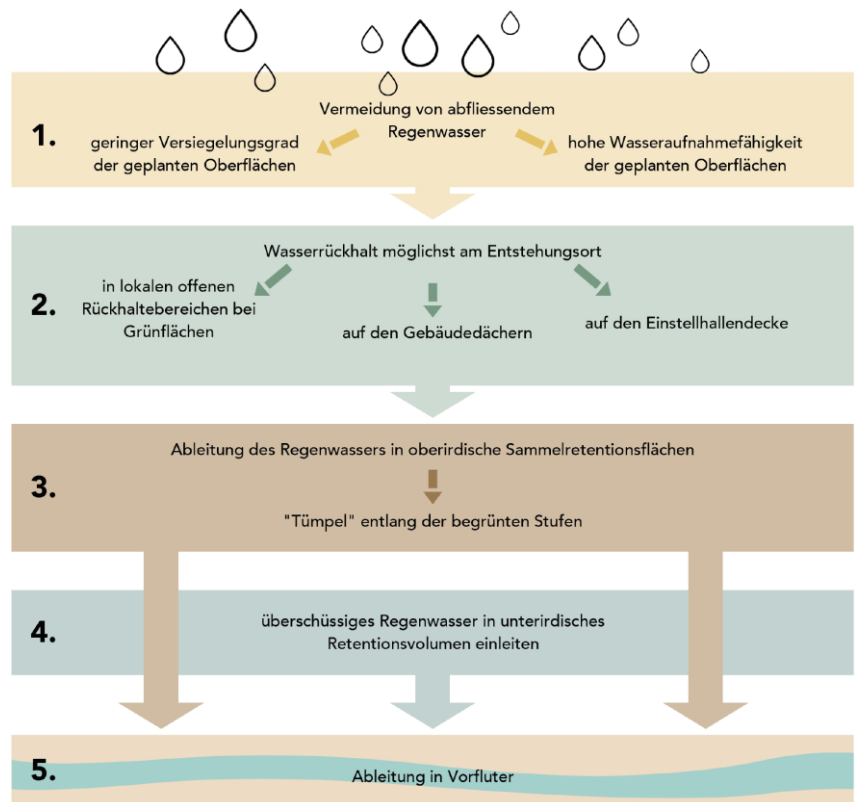 1.
Vermeidung von abfliessendem
Regenwasser
geringer Versiegelungsgrad
der geplanten Oberflächen
hohe Wasseraufnahmefähigkeit
der geplanten Oberflächen
2.
Wasserrückhalt möglichst am Entstehungsort
in lokalen offenen
Rückhaltebereichen bei
Grünflächen
auf den Gebäudedächern
auf den Einstellhallendecke
3.
Ableitung des Regenwassers in oberirdische Sammelretentionsflächen
"Tümpel" entlang der begrünten Stufen
4.
überschüssiges Regenwasser in unterirdisches
Retentionsvolumen einleiten
5.
Ableitung in Vorfluter